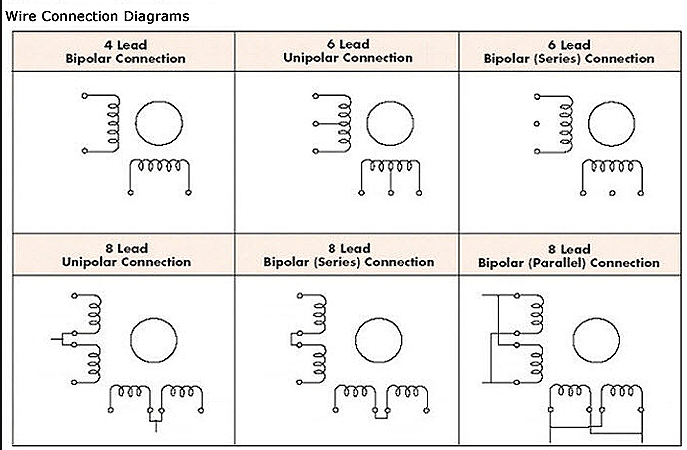 Wire Connection Diagrams
4 Lead
Bipolar Connection
6 Lead
Unipolar Connection
6 Lead
Bipolar (Series) Connection
8 Lead
Unipolar Connection
8 Lead
Bipolar (Series) Connection
8 Lead
Bipolar (Parallel) Connection